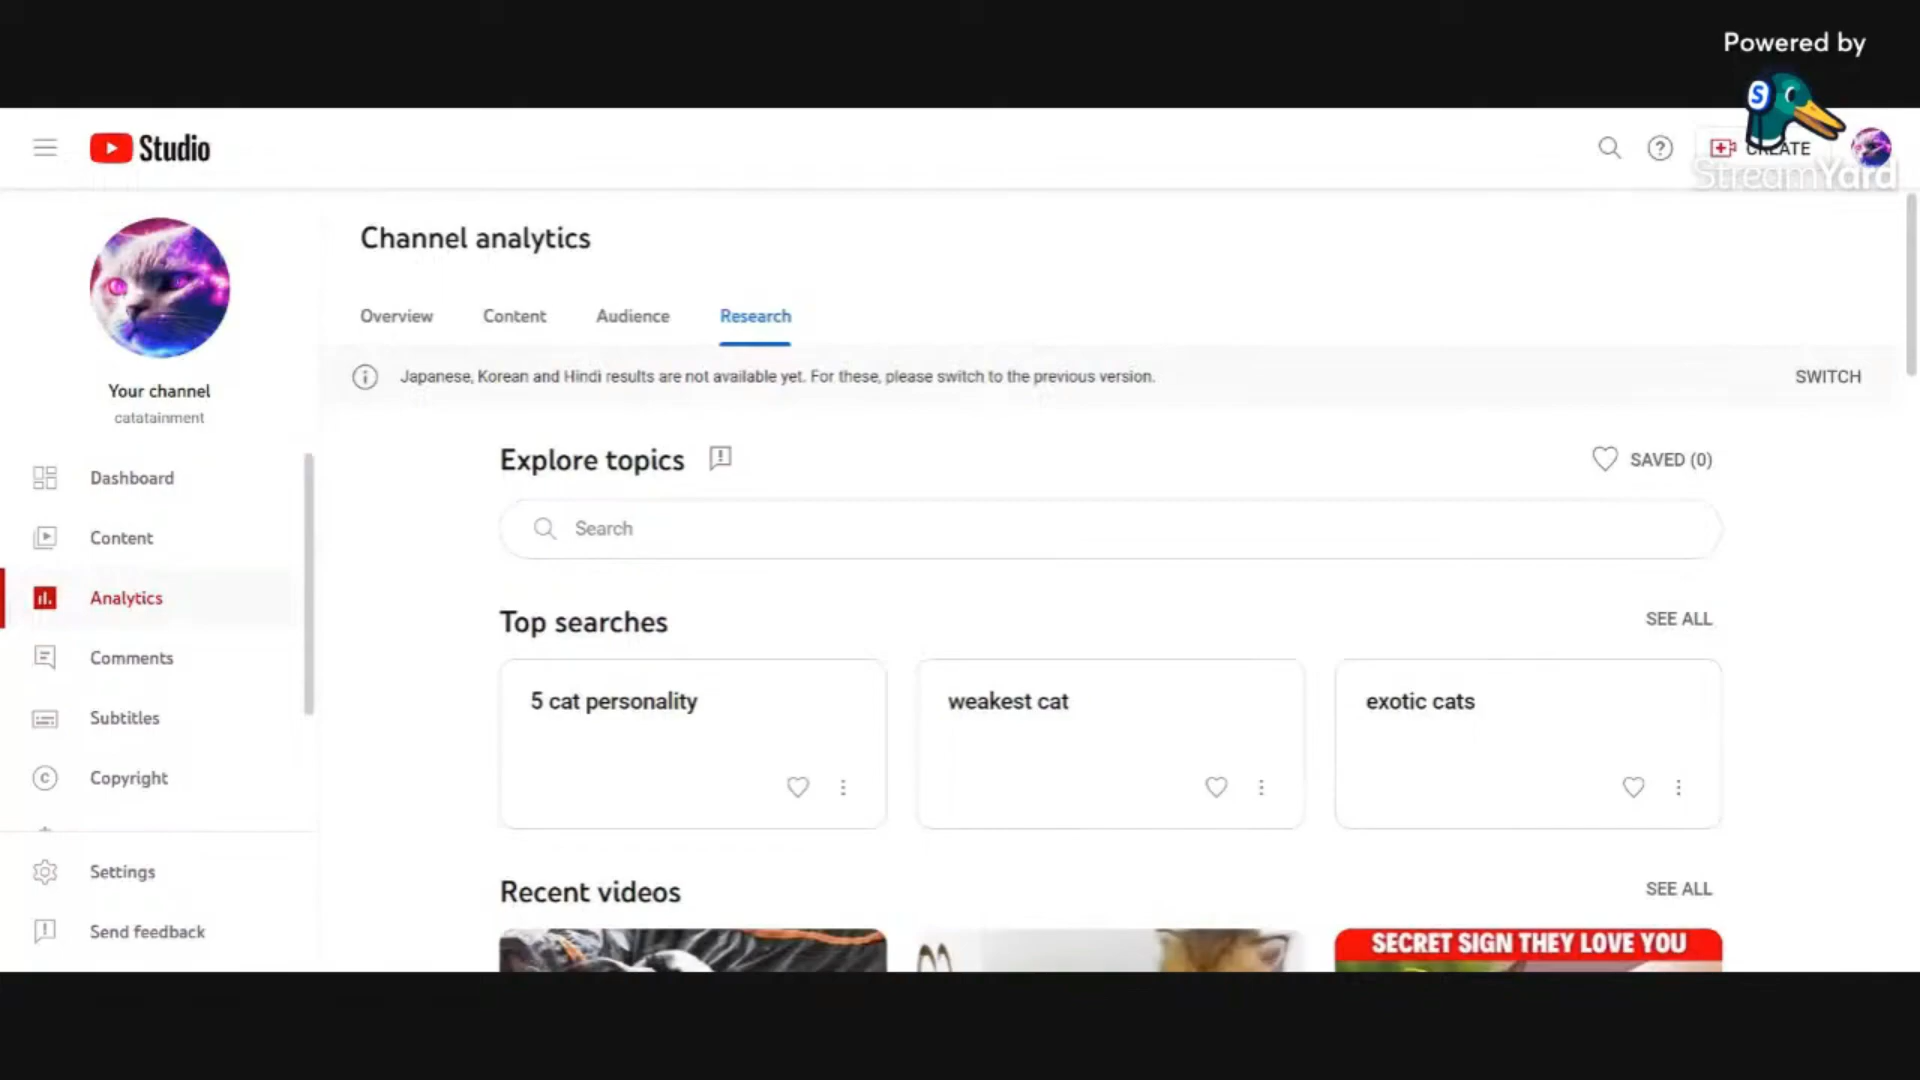 Powered by
StreamYard
Studio
CREATE
Channel analytics
Overview
Content
Audience
Research
Japanese, Korean and Hindi results are not available yet. For these, please switch to the previous version.
SWITCH
Your channel
catatainment
Dashboard
Content
Analytics
Comments
Subtitles
Copyright
Settings
Send feedback
Explore topics
SAVED (0)
Search
Top searches
SEE ALL
5 cat personality
weakest cat
exotic cats
Recent videos
SEE ALL
SECRET SIGN THEY LOVE YOU